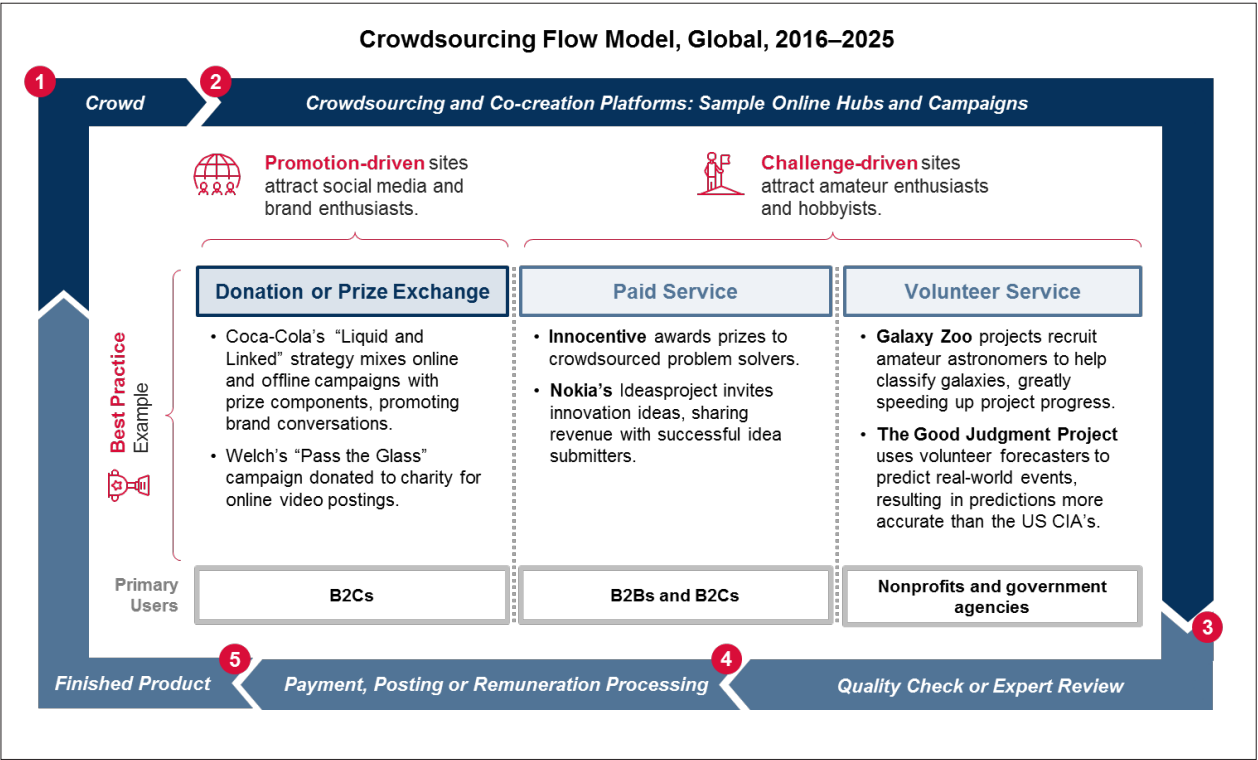 Crowdsourcing Flow Model, Global, 2016–2025
1
Crowd
2
Crowdsourcing and Co-creation Platforms: Sample Online Hubs and Campaigns
Promotion-driven sites
attract social media and
brand enthusiasts.
Challenge-driven sites
attract amateur enthusiasts
and hobbyists.
Best Practice
Example
Donation or Prize Exchange
• Coca-Cola’s “Liquid and
Linked” strategy mixes online
and offline campaigns with
prize components, promoting
brand conversations.
• Welch’s “Pass the Glass”
campaign donated to charity for
online video postings.
Paid Service
• Innocentive awards prizes to
crowdsourced problem solvers.
• Nokia’s Ideasproject invites
innovation ideas, sharing
revenue with successful idea
submitters.
Volunteer Service
• Galaxy Zoo projects recruit
amateur astronomers to help
classify galaxies, greatly
speeding up project progress.
• The Good Judgment Project
uses volunteer forecasters to
predict real-world events,
resulting in predictions more
accurate than the US CIA’s.
Primary
Users
B2Cs
B2Bs and B2Cs
Nonprofits and government
agencies
3
Quality Check or Expert Review
4
Payment, Posting or Remuneration Processing
5
Finished Product